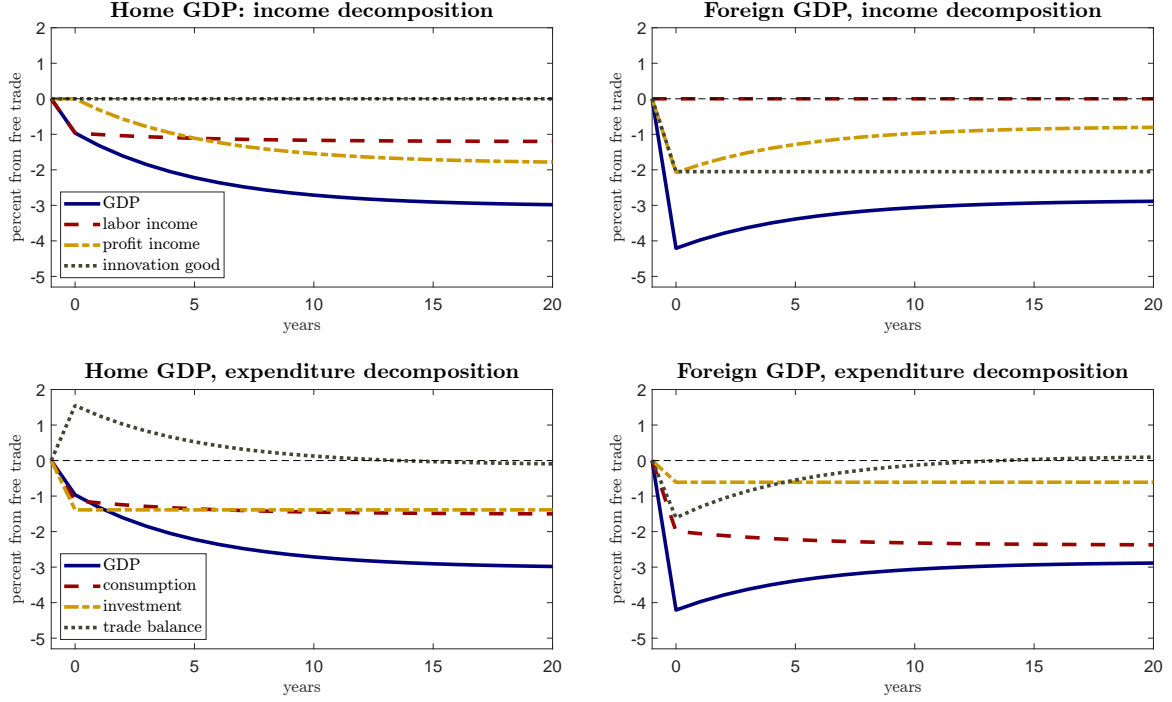 Home GDP: income decomposition
percent from free trade
2
1
0
-1
-2
-3
-4
-5
GDP
labor income
profit income
innovation good
0
5
10
15
20
years
Foreign GDP, income decomposition
percent from free trade
2
1
0
-1
-2
-3
-4
-5
0
5
10
15
20
years
Home GDP, expenditure decomposition
percent from free trade
2
1
0
-1
-2
-3
-4
-5
GDP
consumption
investment
trade balance
0
5
10
15
20
years
Foreign GDP, expenditure decomposition
percent from free trade
2
1
0
-1
-2
-3
-4
-5
0
5
10
15
20
years